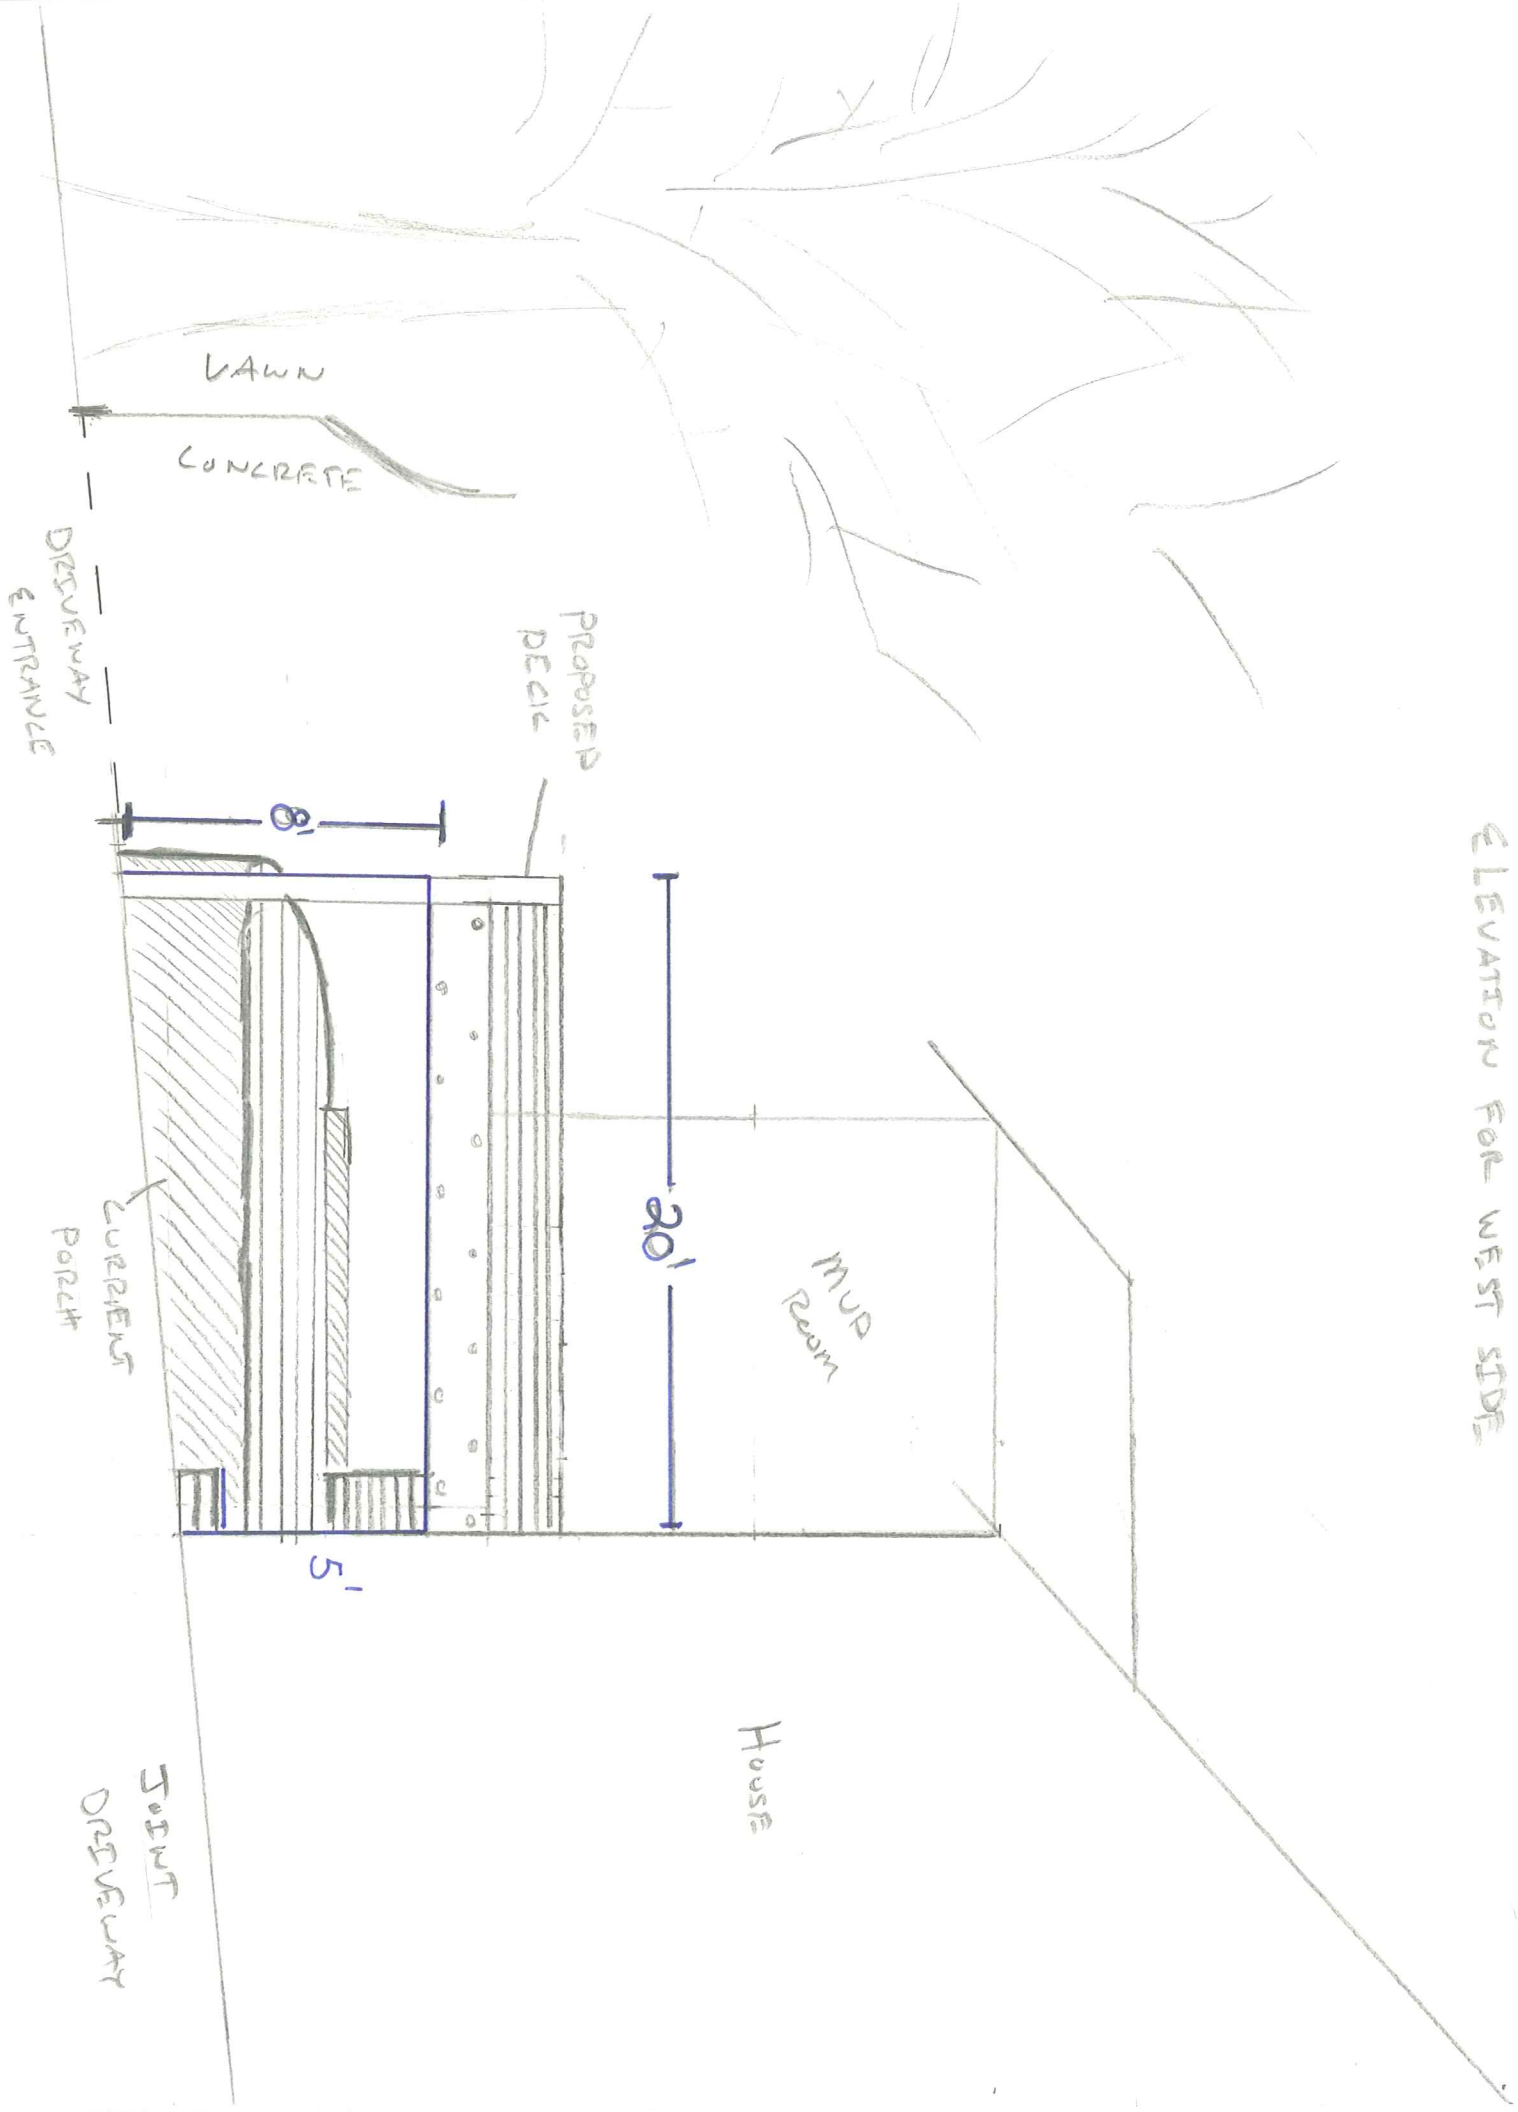 ELEVATION FOR WEST SIDE
HOUSE
MUD
ROOM
20'
PROPOSED
DECK
8'
5'
LAWN
CONCRETE
DRIVEWAY
ENTRANCE
CURRENT
PORCH
JOINT
DRIVEWAY